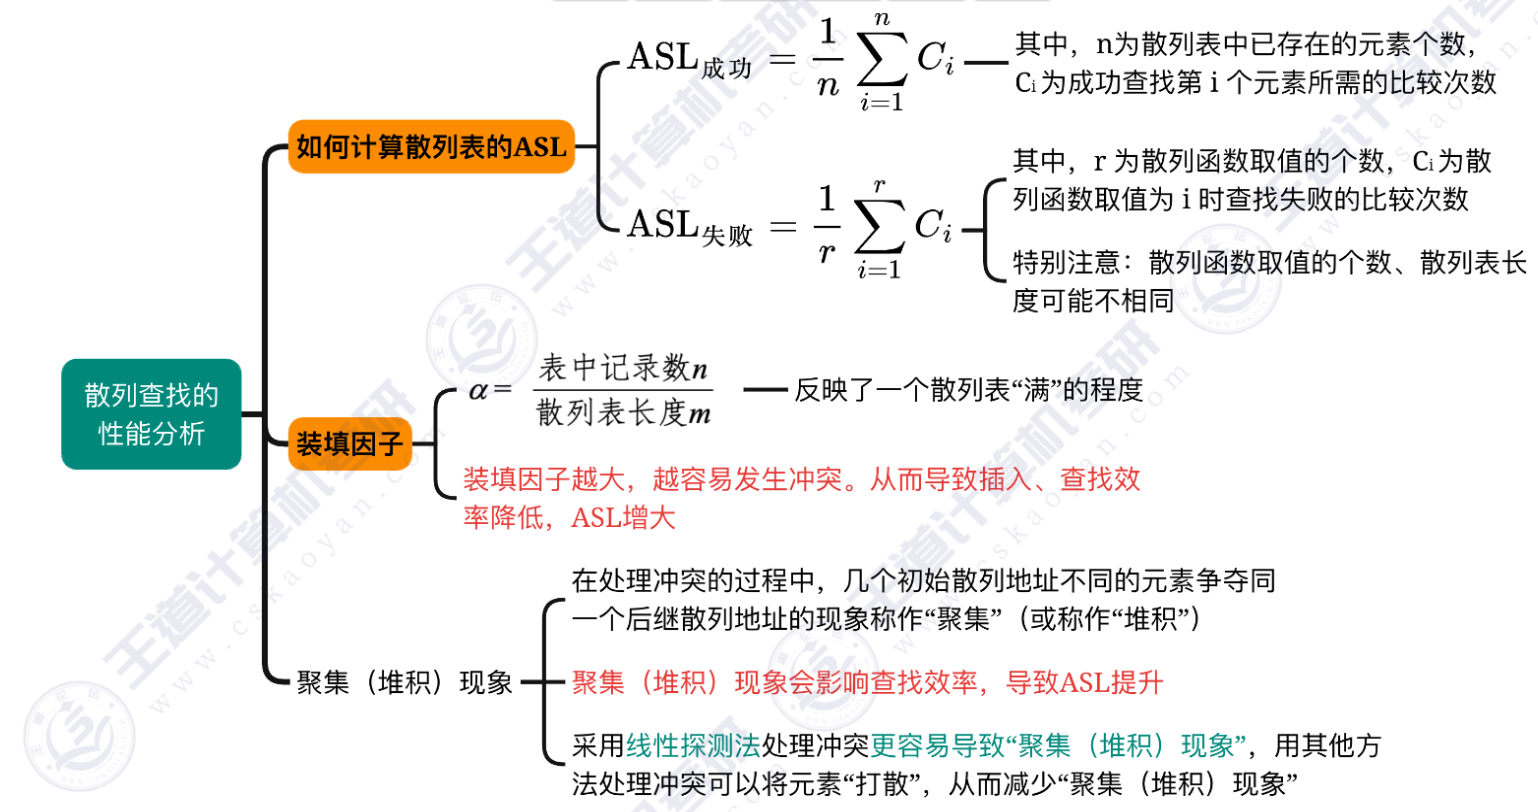 散列查找的
性能分析
如何计算散列表的ASL
ASL成功 = 1/n ∑ i=1 n Ci
其中，n为散列表中已存在的元素个数，
Ci 为成功查找第 i 个元素所需的比较次数
ASL失败 = 1/r ∑ i=1 r Ci
其中，r 为散列函数取值的个数，Ci 为散
列函数取值为 i 时查找失败的比较次数
特别注意：散列函数取值的个数、散列表长
度可能不相同
装填因子
α = 表中记录数n
散列表长度m
反映了一个散列表“满”的程度
装填因子越大，越容易发生冲突。从而导致插入、查找效
率降低，ASL增大
聚集（堆积）现象
在处理冲突的过程中，几个初始散列地址不同的元素争夺同
一个后继散列地址的现象称作“聚集”（或称作“堆积”）
聚集（堆积）现象会影响查找效率，导致ASL提升
采用线性探测法处理冲突更容易导致“聚集（堆积）现象”，用其他方
法处理冲突可以将元素“打散”，从而减少“聚集（堆积）现象”
王道计算机考研
www.cskaoyan.com